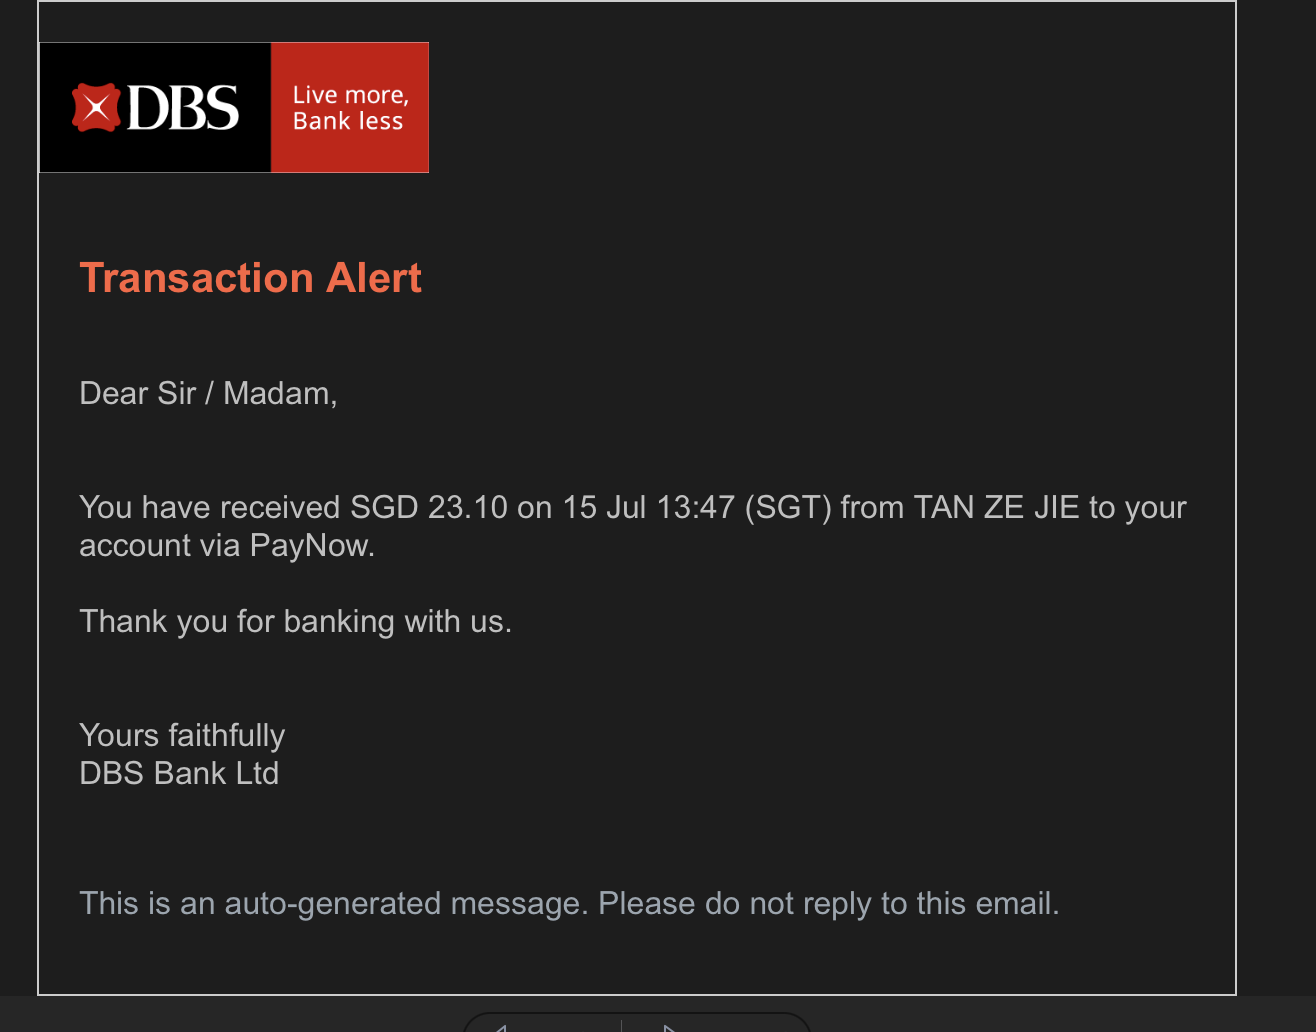 DBS
Live more,
Bank less
Transaction Alert
Dear Sir / Madam,
You have received SGD 23.10 on 15 Jul 13:47 (SGT) from TAN ZE JIE to your
account via PayNow.
Thank you for banking with us.
Yours faithfully
DBS Bank Ltd
This is an auto-generated message. Please do not reply to this email.